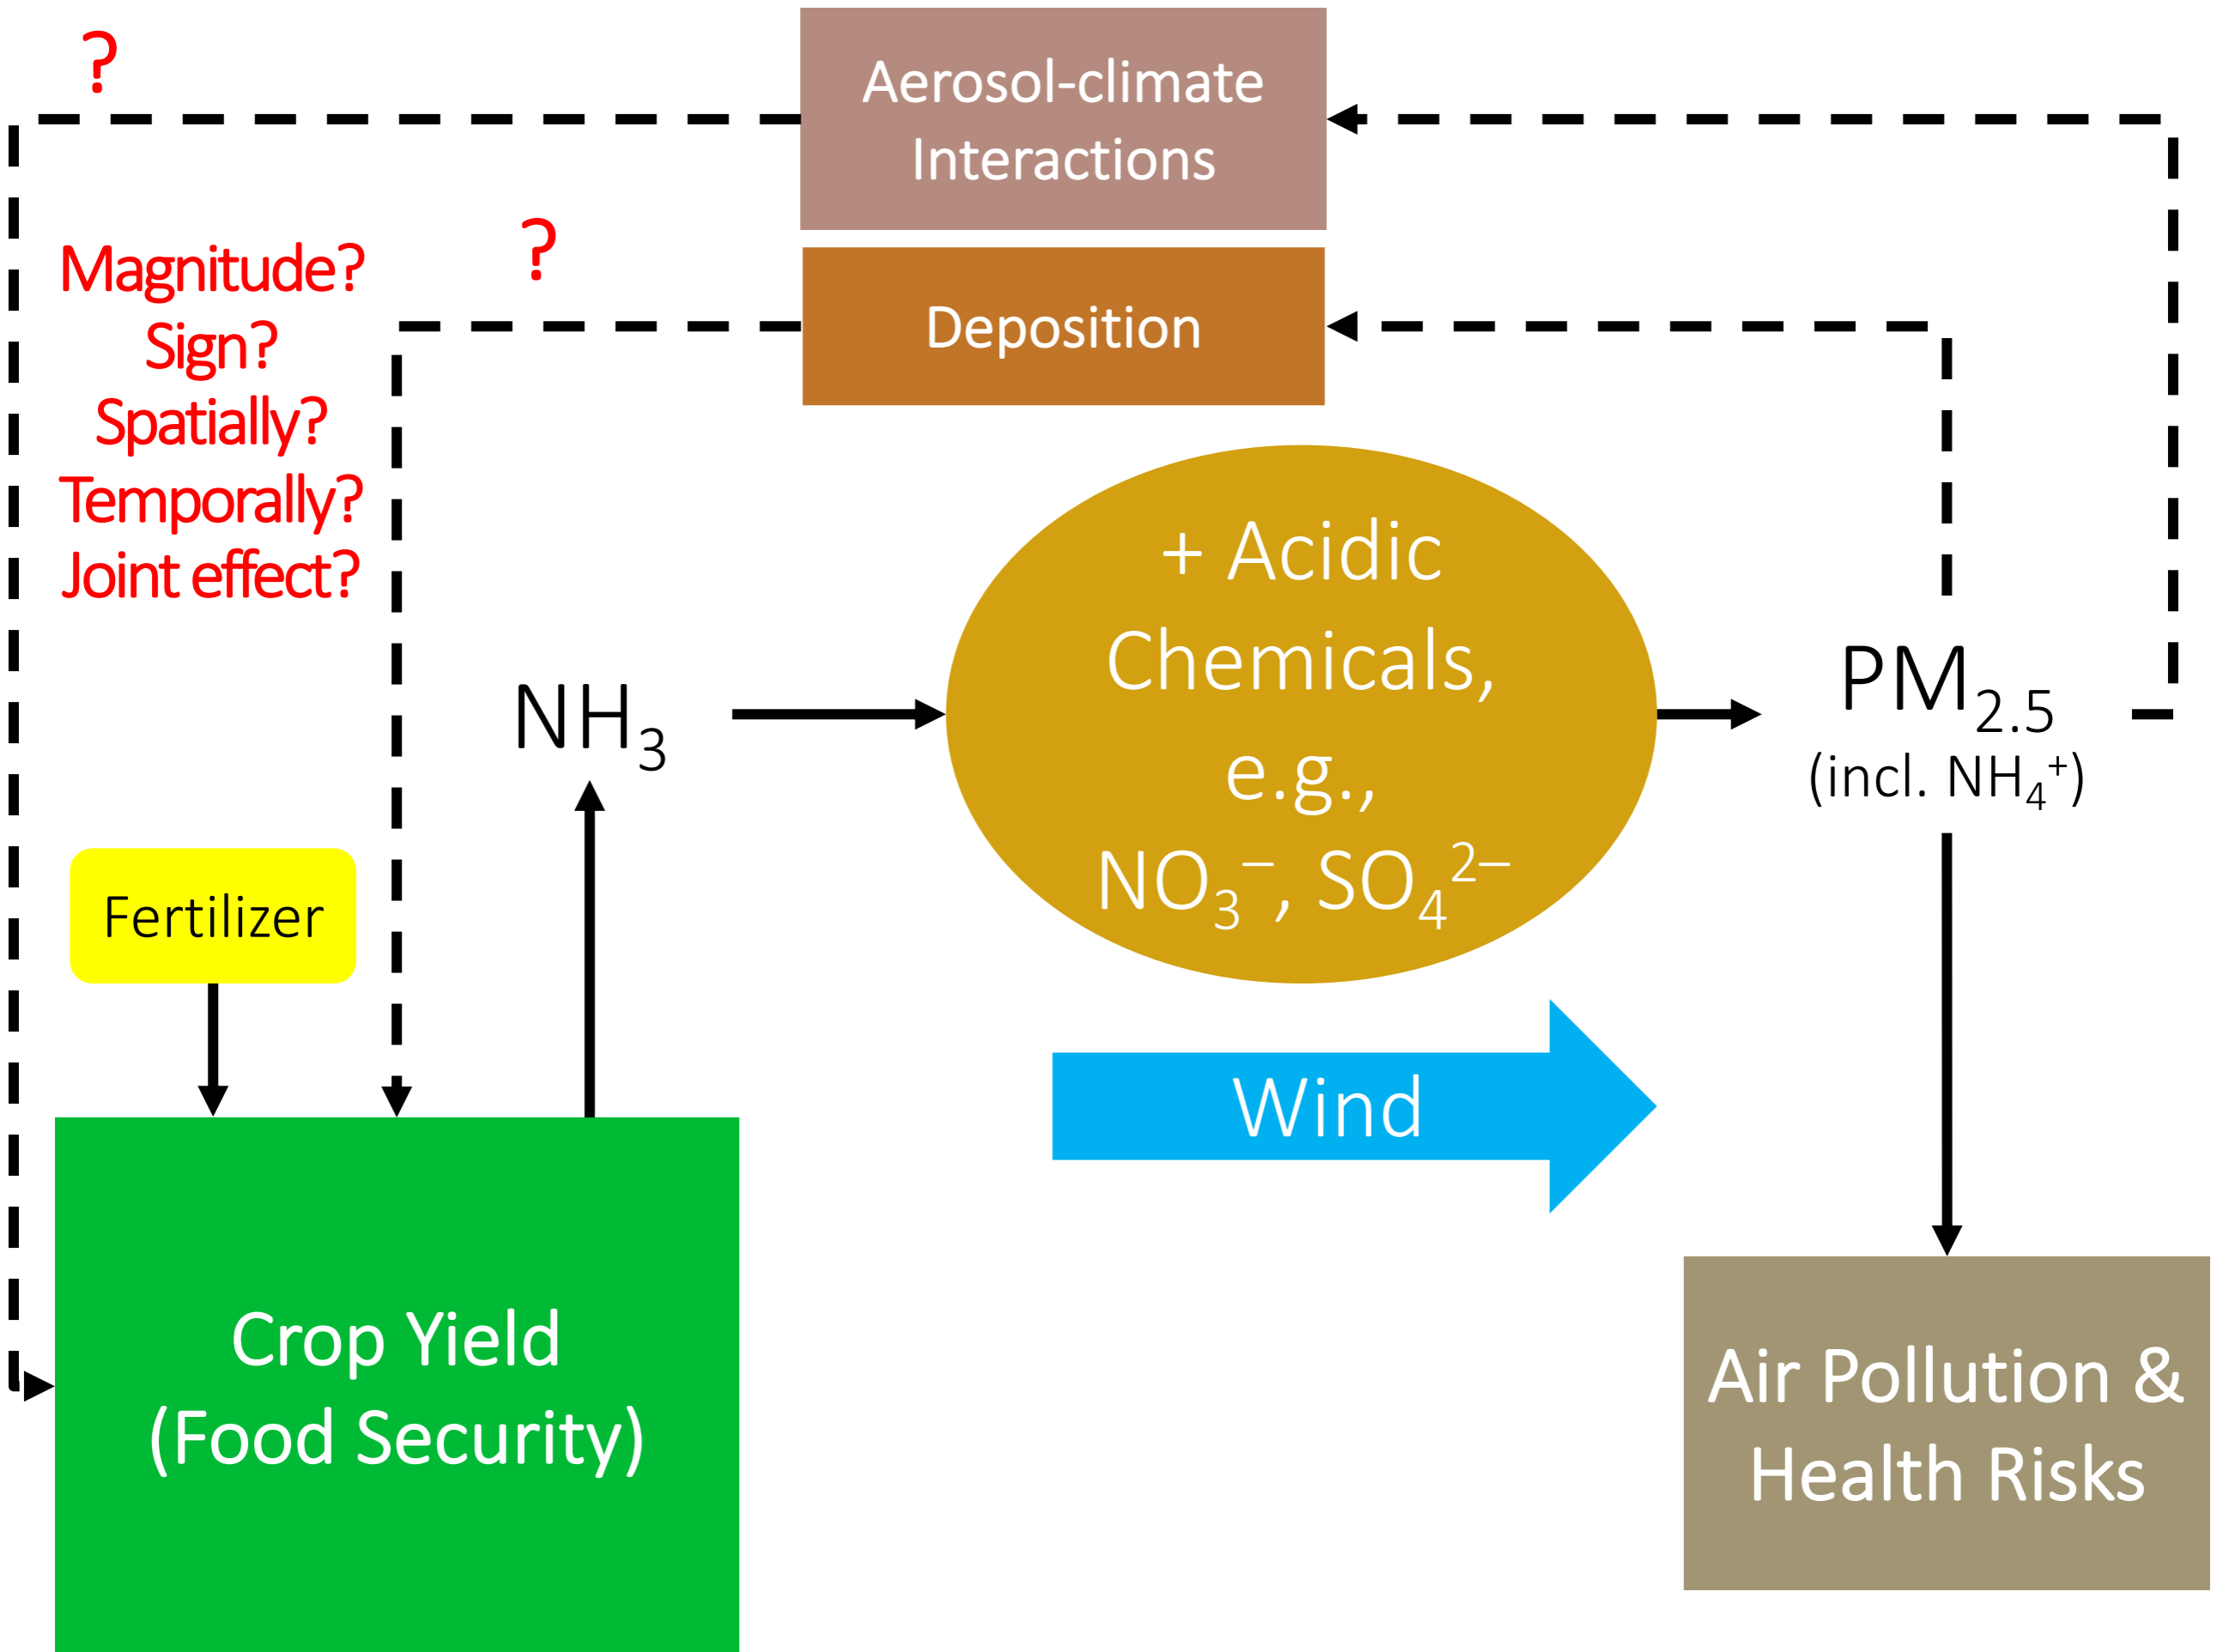 ?
Aerosol-climate
Interactions
?
Magnitude?
Sign?
Spatially?
Temporally?
Joint effect?
Deposition
+ Acidic
Chemicals,
e.g.,
NO₃⁻, SO₄²⁻
NH₃
PM₂.₅
(incl. NH₄⁺)
Fertilizer
Wind
Crop Yield
(Food Security)
Air Pollution &
Health Risks